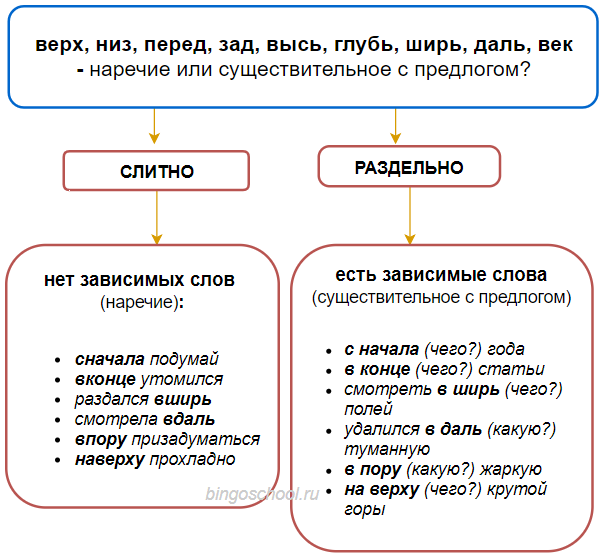 верх, низ, перед, зад, высь, глубь, ширь, даль, век
- наречие или существительное с предлогом?
СЛИТНО
РАЗДЕЛЬНО
нет зависимых слов
(наречие):
• сначала подумай
• вконце утомился
• раздался вширь
• смотрела вдаль
• впору призадуматься
• наверху прохладно
есть зависимые слова
(существительное с предлогом)
• с начала (чего?) года
• в конце (чего?) статьи
• смотреть в ширь (чего?)
полей
• удалился в даль (какую?)
туманную
• в пору (какую?) жаркую
• на верху (чего?) крутой
горы
bingoschool.ru